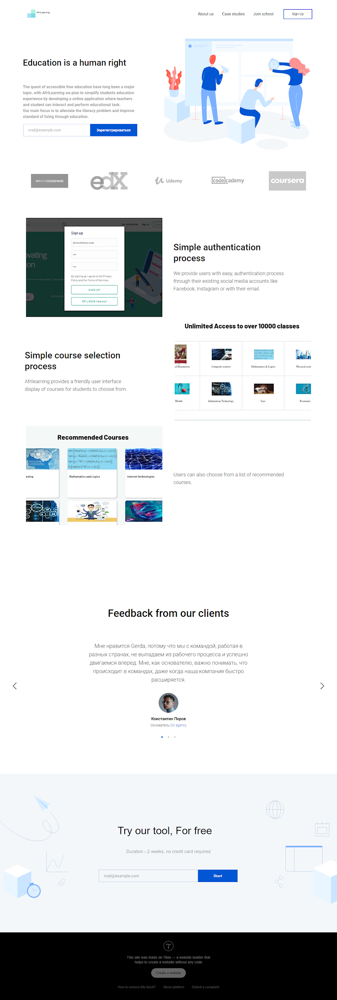 AfriLearning
About us
Case studies
Join school
Sign Up
Education is a human right
The quest of accessible free education have long been a major
topic, with AfriLearning we plan to simplify students education
experience by developing a online application where teachers
and student can interact and perform educational task.
Our main focus is to alleviate the literacy problem and improve
standard of living through education.
mail@example.com
Зарегистрироваться
MITOPENCOURSEWARE
edX
Udemy
codecademy
coursera
For universities
Sign In
Start
Sign up
demo@demo.com
••••
••••
By signing up, I agree to the Privacy
Policy and the Terms of Services.
SIGN UP
OR LOGIN (demo)
ovating
on
Simple authentication
process
We provide users with easy, authentication process
through their existing social media accounts like
Facebook, Instagram or with their email.
Unlimited Access to over 10000 classes
d Humanities
Computer science
Mathematics & Logics
Physical scien
Health
Information Technology
Law
Economic
Simple course selection
process
Afrilearning provides a friendly user interface
display of courses for students to choose from.
Recommended Courses
MACHINE
LEARNING
rning
Mathematics and Logics
Internet technologies
ITSM
Users can also choose from a list of recommended
courses.
Feedback from our clients
Мне нравится Gerda, потому что мы с командой, работая в
разных странах, не выпадаем из рабочего процесса и успешно
двигаемся вперед. Мне, как основателю, важно понимать, что
происходит в командах, даже когда наша компания быстро
расширяется.
Константин Перов
Основатель DD agency
Try our tool, For free
Duration - 2 weeks, no credit card required
mail@example.com
Start
This site was made on Tilda — a website builder that
helps to create a website without any code
Create a website
How to remove this block?
About platform
Submit a complaint